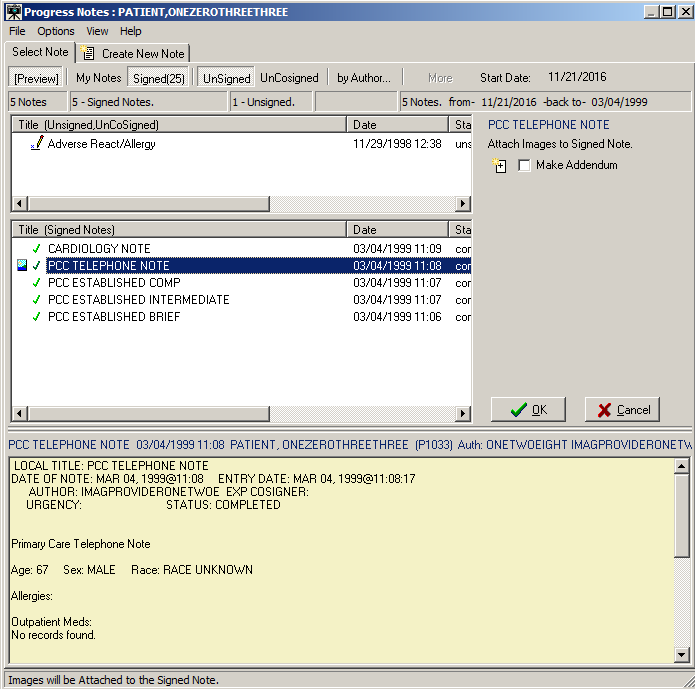 Progress Notes : PATIENT,ONEZEROTHREETHREE
File Options View Help
Select Note Create New Note
[Preview] My Notes Signed(25) UnSigned UnCosigned by Author... More Start Date: 11/21/2016
5 Notes 5 - Signed Notes. 1 - Unsigned. 5 Notes. from- 11/21/2016 -back to- 03/04/1999
Title (Unsigned,UnCoSigned) Date Sta
Adverse React/Allergy 11/29/1998 12:38 uns
PCC TELEPHONE NOTE
Attach Images to Signed Note.
Make Addendum
Title (Signed Notes) Date Sta
CARDIOLOGY NOTE 03/04/1999 11:09 cor
PCC TELEPHONE NOTE 03/04/1999 11:08 cor
PCC ESTABLISHED COMP 03/04/1999 11:07 cor
PCC ESTABLISHED INTERMEDIATE 03/04/1999 11:07 cor
PCC ESTABLISHED BRIEF 03/04/1999 11:06 cor
OK Cancel
PCC TELEPHONE NOTE 03/04/1999 11:08 PATIENT, ONEZEROTHREETHREE (P1033) Auth: ONETWOEIGHT IMAGPROVIDERONETW
LOCAL TITLE: PCC TELEPHONE NOTE
DATE OF NOTE: MAR 04, 1999@11:08 ENTRY DATE: MAR 04, 1999@11:08:17
AUTHOR: IMAGPROVIDERONETWOE EXP COSIGNER:
URGENCY: STATUS: COMPLETED
Primary Care Telephone Note
Age: 67 Sex: MALE Race: RACE UNKNOWN
Allergies:
Outpatient Meds:
No records found.
Images will be Attached to the Signed Note.